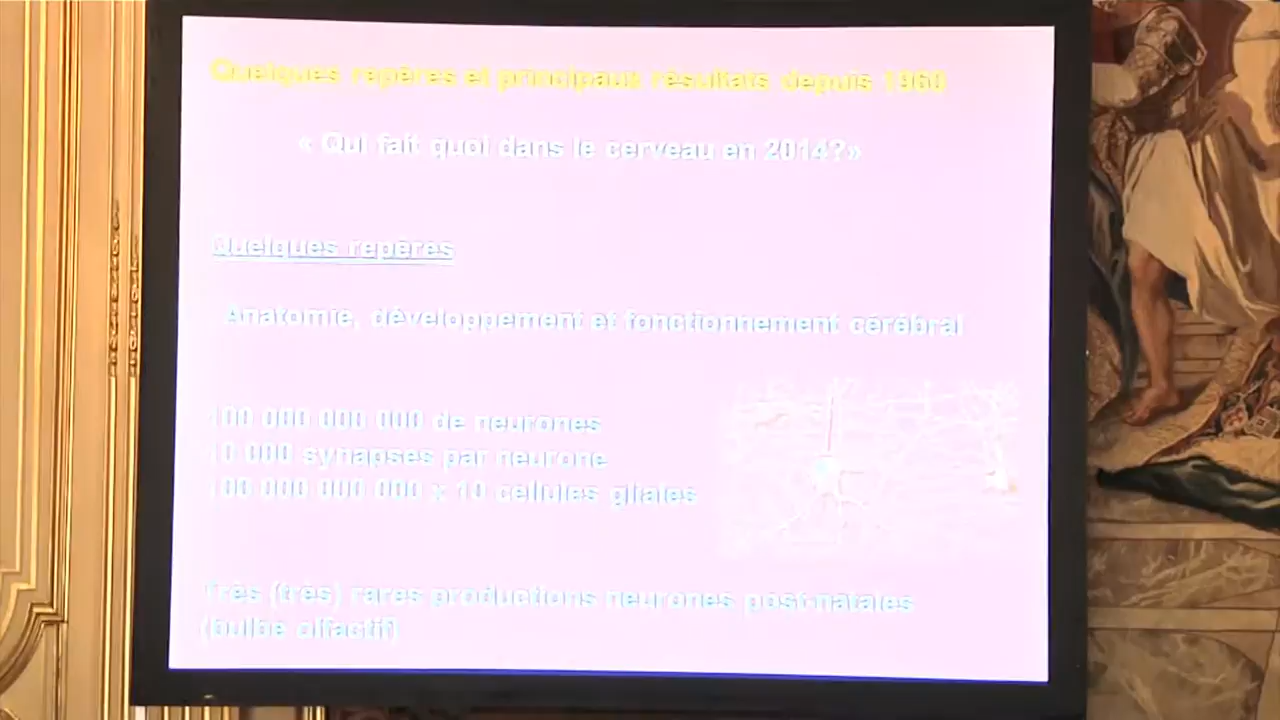 Quelques repères et principaux résultats depuis 1960
« Qui fait quoi dans le cerveau en 2014?»
Quelques repères
Anatomie, développement et fonctionnement cérébral
100 000 000 000 de neurones
10 000 synapses par neurone
100 000 000 000 x 10 cellules gliales
Très (très) rares productions neurones post-natales
(bulbe olfactif)